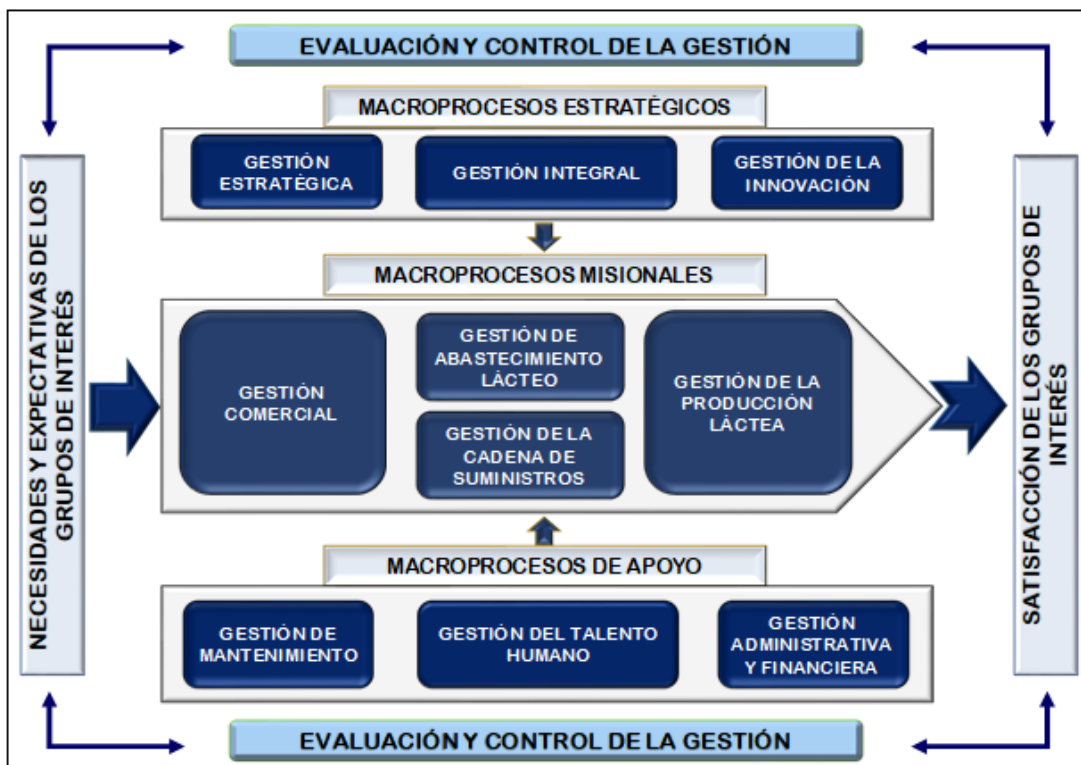 EVALUACIÓN Y CONTROL DE LA GESTIÓN
NECESIDADES Y EXPECTATIVAS DE LOS
GRUPOS DE INTERÉS
MACROPROCESOS ESTRATÉGICOS
GESTIÓN
ESTRATÉGICA
GESTIÓN INTEGRAL
GESTIÓN DE LA
INNOVACIÓN
MACROPROCESOS MISIONALES
GESTIÓN
COMERCIAL
GESTIÓN DE
ABASTECIMIENTO
LÁCTEO
GESTIÓN DE LA
CADENA DE
SUMINISTROS
GESTIÓN DE LA
PRODUCCIÓN
LÁCTEA
MACROPROCESOS DE APOYO
GESTIÓN DE
MANTENIMIENTO
GESTIÓN DEL TALENTO
HUMANO
GESTIÓN
ADMINISTRATIVA
Y FINANCIERA
SATISFACCIÓN DE LOS GRUPOS DE
INTERÉS
EVALUACIÓN Y CONTROL DE LA GESTIÓN